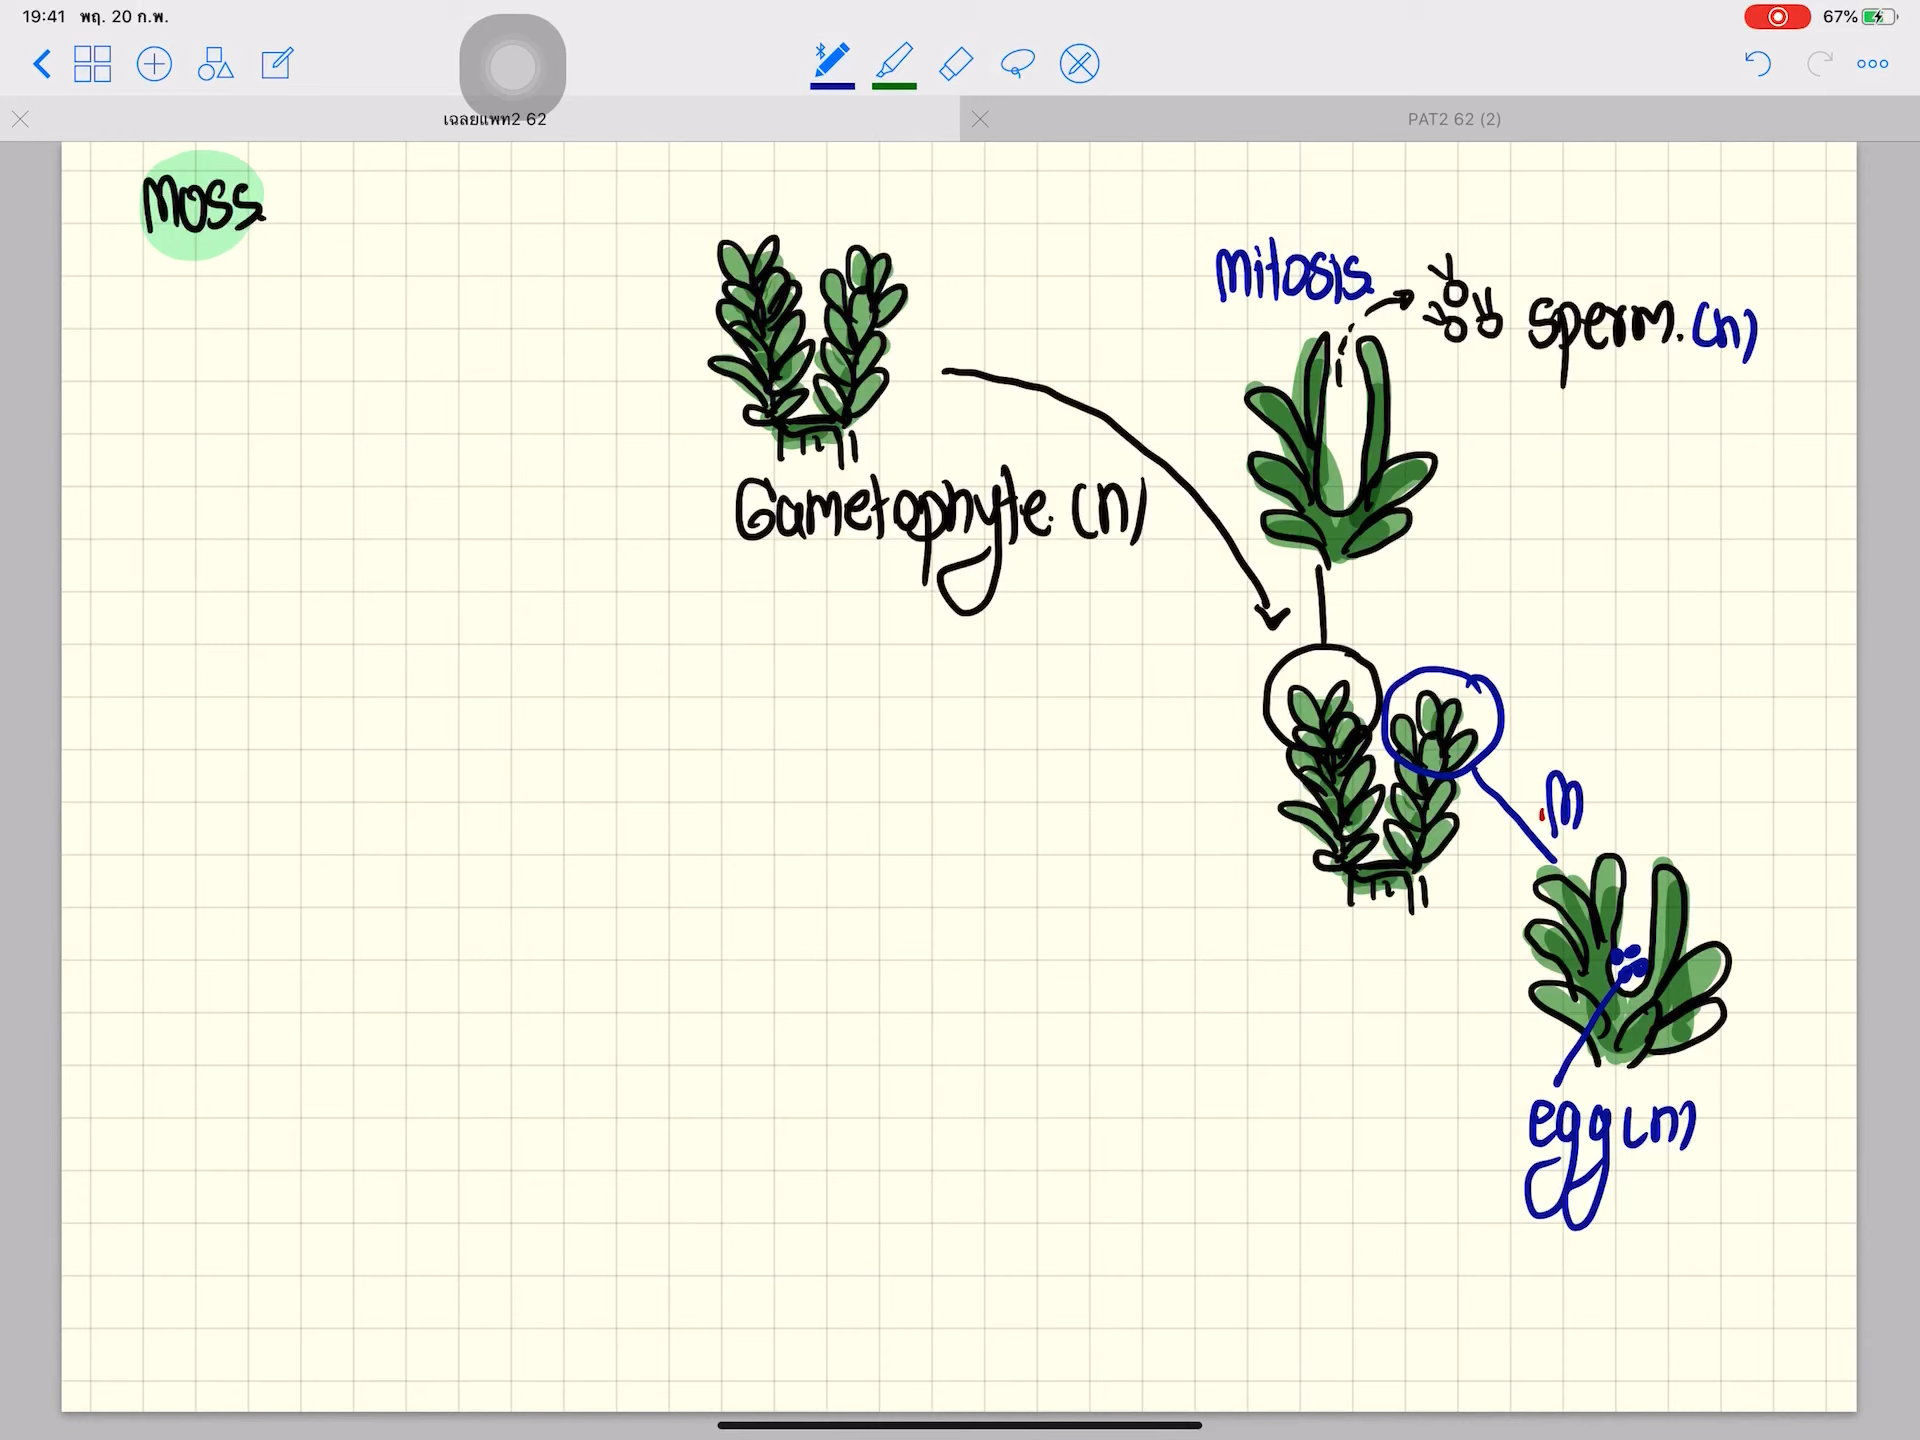 19:41 พฤ. 20 ก.พ.
67%
เฉลยแพท2 62
PAT2 62 (2)
Moss
mitosis
sperm. (n)
Gametophyte. (n)
M
egg (n)